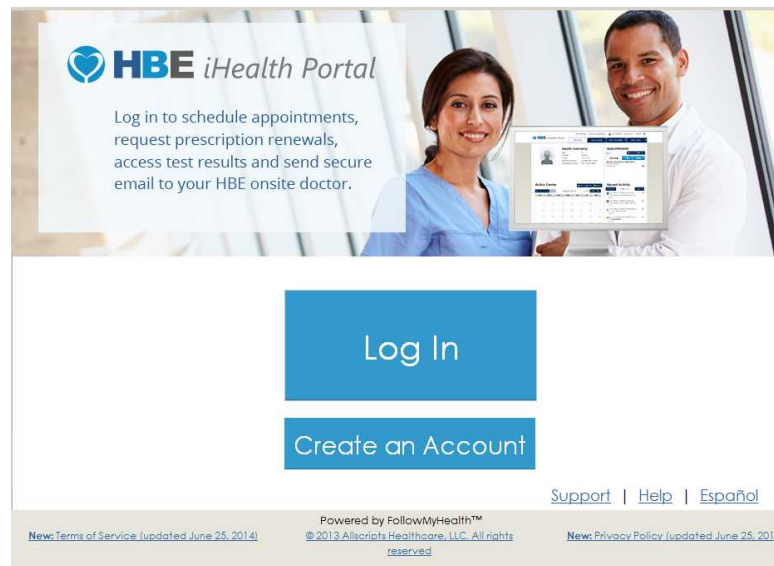 HBE iHealth Portal
Log in to schedule appointments,
request prescription renewals,
access test results and send secure
email to your HBE onsite doctor.
Log In
Create an Account
Support | Help | Español
Powered by FollowMyHealth™
New: Terms of Service (updated June 25, 2014)
© 2013 Allscripts Healthcare, LLC. All rights
reserved
New: Privacy Policy (updated June 25, 201